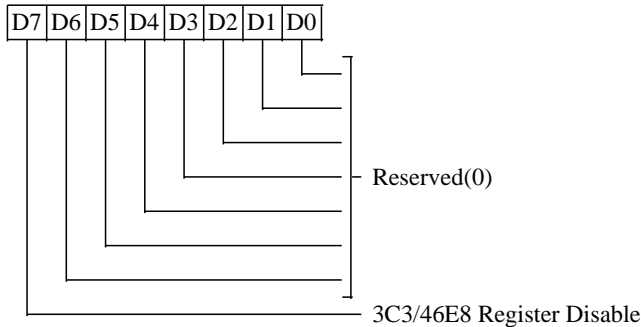 D7 D6 D5 D4 D3 D2 D1 D0
Reserved(0)
3C3/46E8 Register Disable